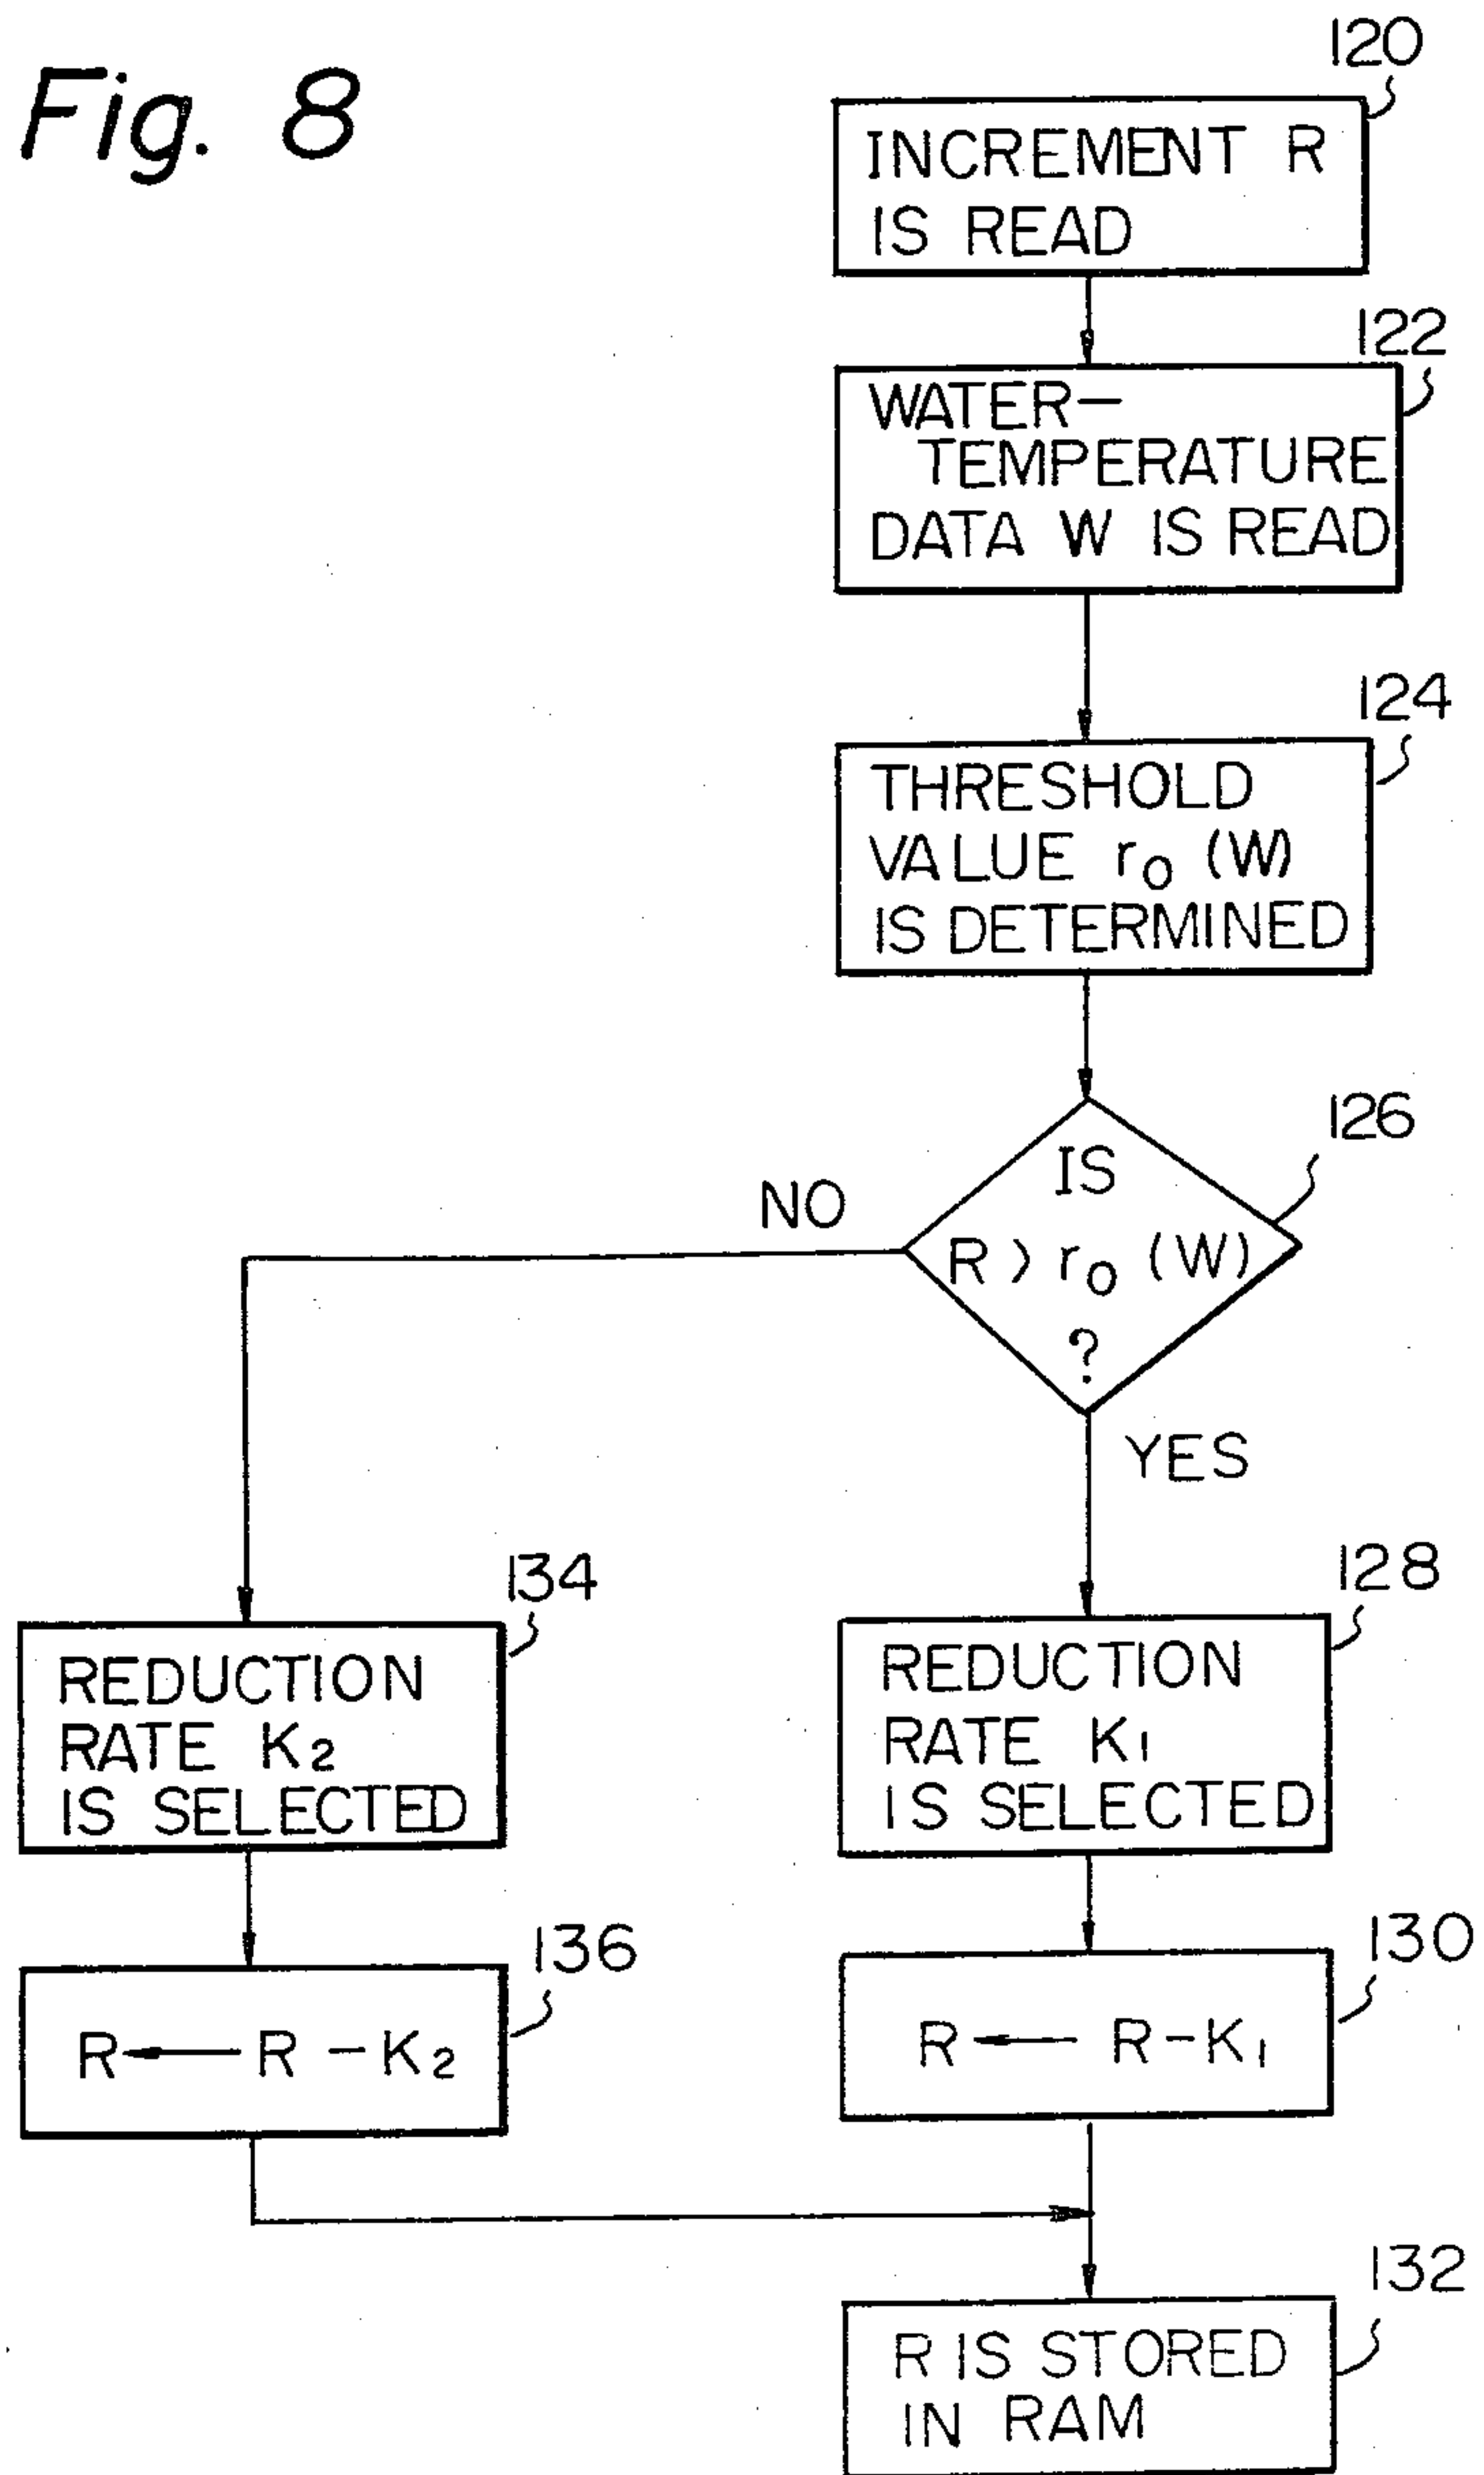 Fig. 8
120
INCREMENT R
IS READ
122
WATER-
TEMPERATURE
DATA W IS READ
124
THRESHOLD
VALUE r₀ (W)
IS DETERMINED
126
IS
R > r₀ (W)
?
NO
YES
134
REDUCTION
RATE K₂
IS SELECTED
128
REDUCTION
RATE K₁
IS SELECTED
136
R ← R - K₂
130
R ← R - K₁
132
R IS STORED
IN RAM